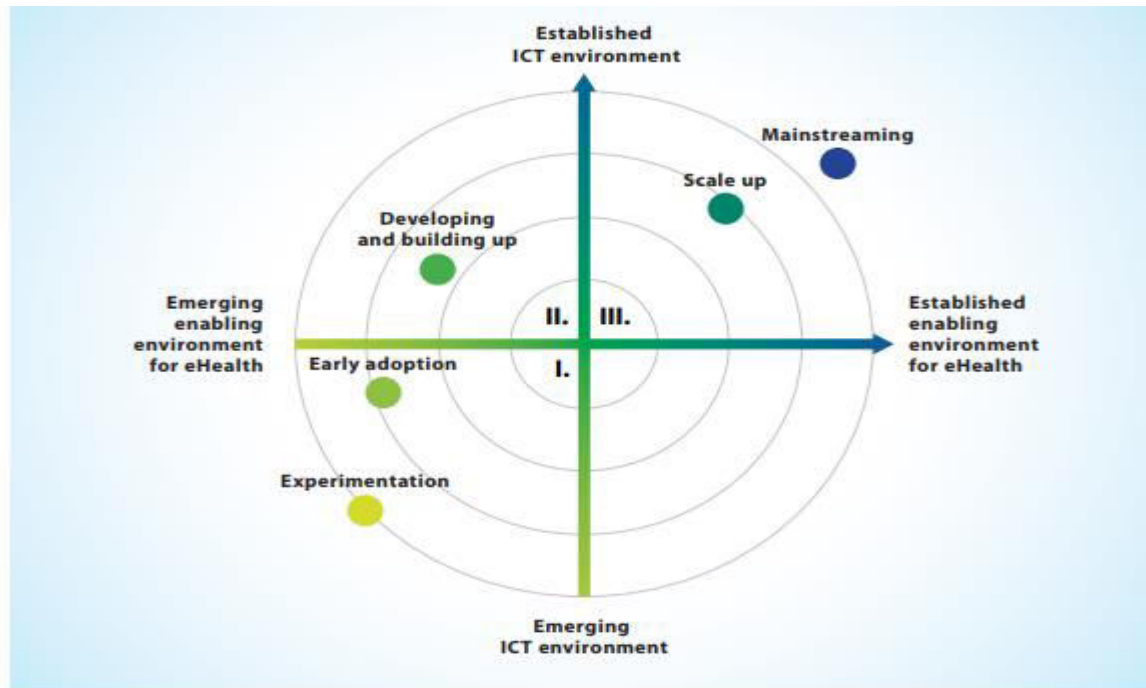 Established
ICT environment
Mainstreaming
Scale up
Developing
and building up
Emerging
enabling
environment
for eHealth
II.
III.
Established
enabling
environment
for eHealth
Early adoption
I.
Experimentation
Emerging
ICT environment